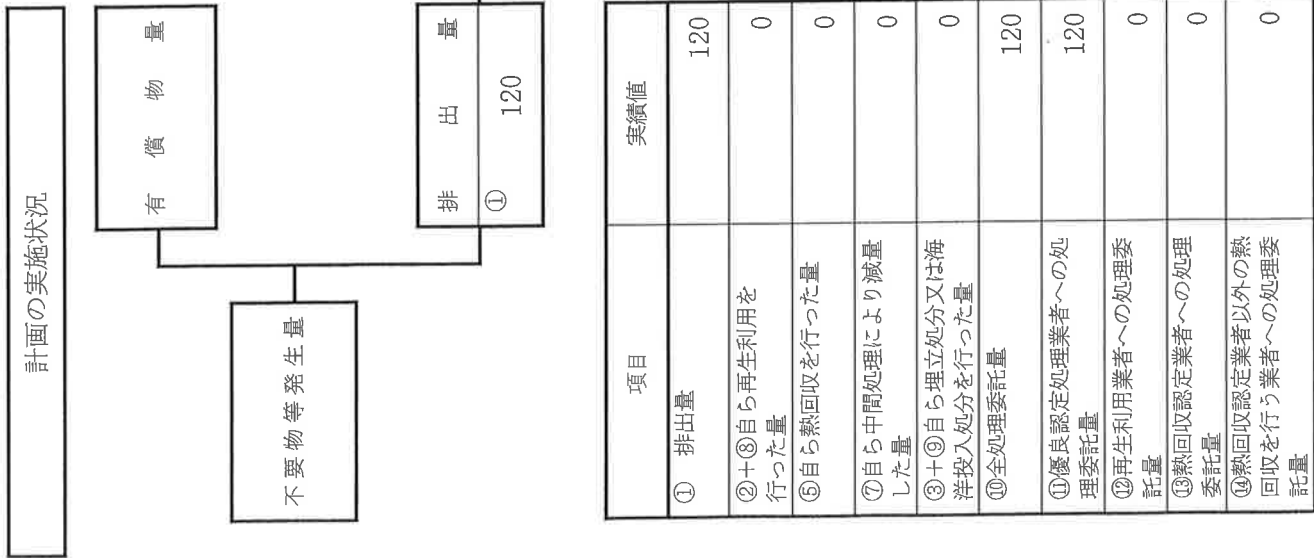 計画の実施状況
有償物量
不要物等発生量
排出量
① 120
項目 実績値
① 排出量 120
②+⑧自ら再生利用を
行った量 0
⑤自ら熱回収を行った量 0
⑦自ら中間処理により減量
した量 0
③+⑨自ら埋立処分又は海
洋投入処分を行った量 0
⑩全処理委託量 120
⑪優良認定処理業者への処
理委託量 120
⑫再生利用業者への処理委
託量 0
⑬熱回収認定業者への処理
委託量 0
⑭熱回収認定業者以外の熱
回収を行う業者への処理委
託量 0